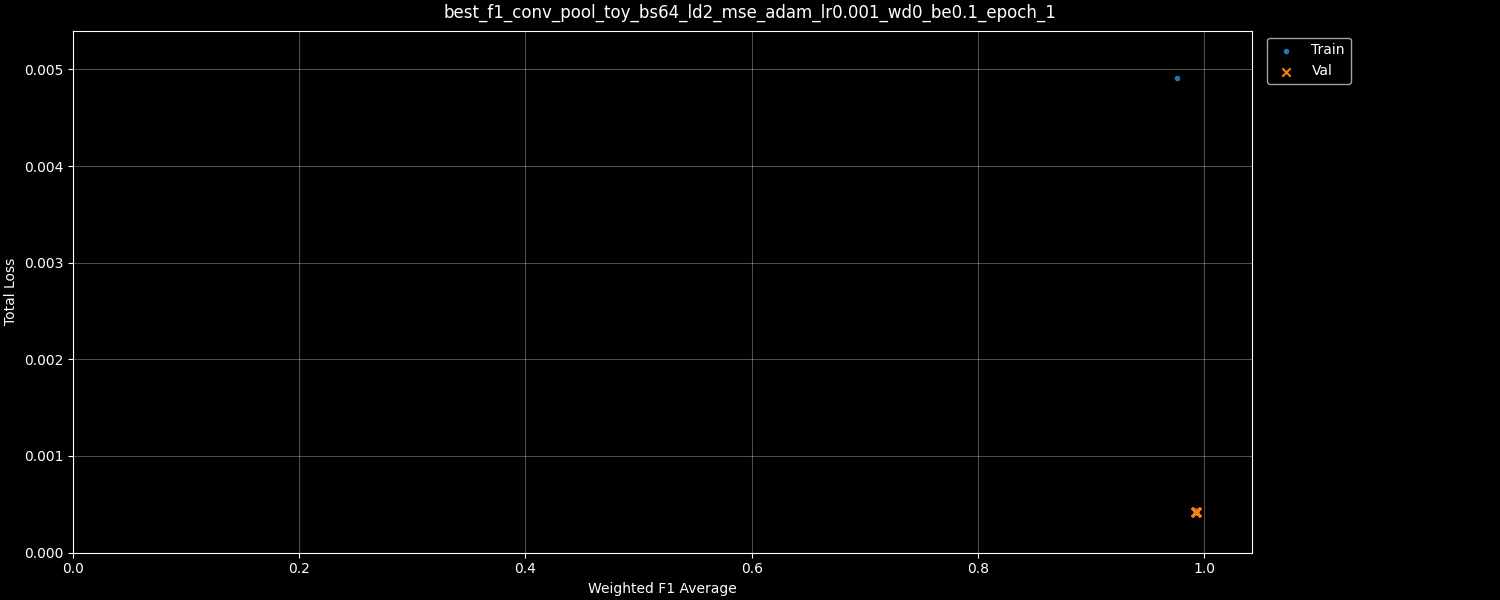 best_f1_conv_pool_toy_bs64_ld2_mse_adam_lr0.001_wd0_be0.1_epoch_1
Train
Val
Total Loss
0.005
0.004
0.003
0.002
0.001
0.000
0.0 0.2 0.4 0.6 0.8 1.0
Weighted F1 Average